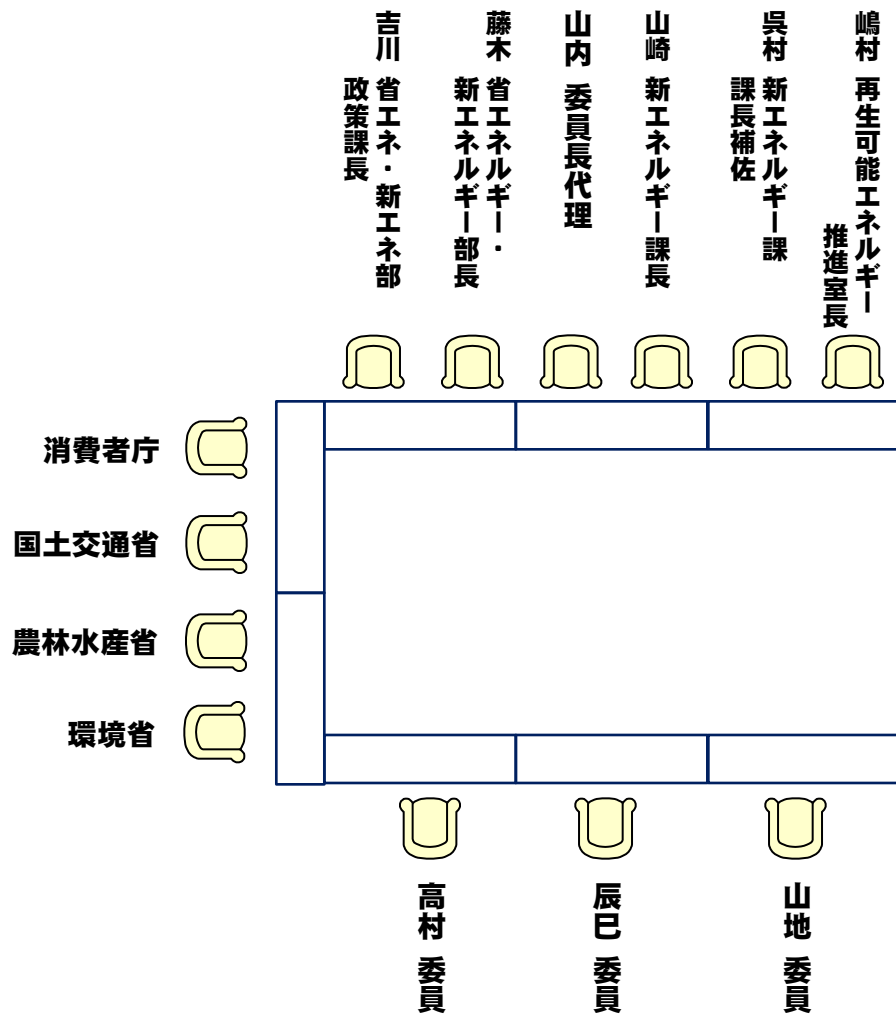 吉川 省エネ・新エネ部
政策課長
藤木 省エネルギー・
新エネルギー部長
山内 委員長代理
山崎 新エネルギー課長
呉村 新エネルギー課
課長補佐
嶋村 再生可能エネルギー
推進室長
消費者庁
国土交通省
農林水産省
環境省
高村 委員
辰巳 委員
山地 委員